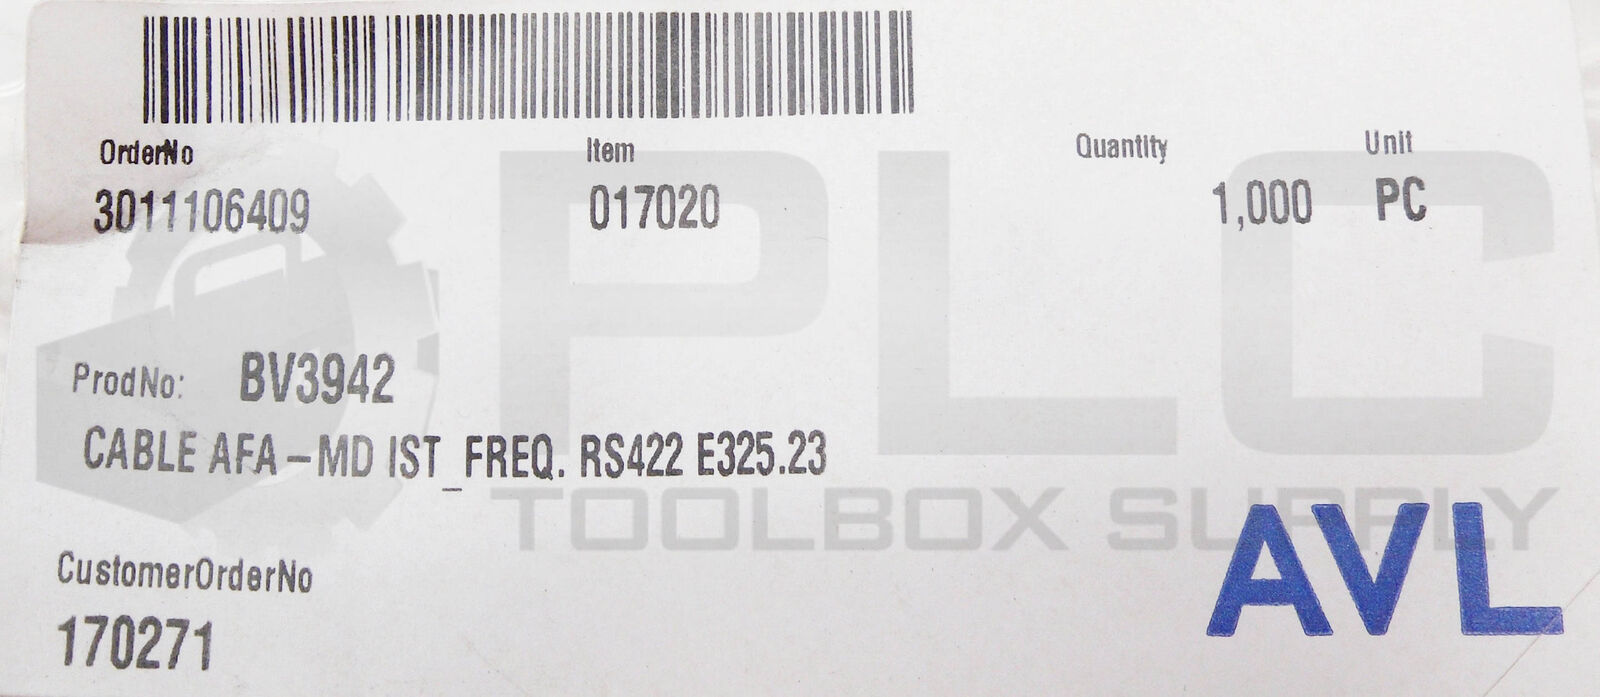 OrderNo Item Quantity Unit
3011106409 017020 1,000 PC
ProdNo: BV3942
CABLE AFA-MD IST_FREQ. RS422 E325.23
CustomerOrderNo
170271
AVL
PLC
TOOLBOX SUPPLY